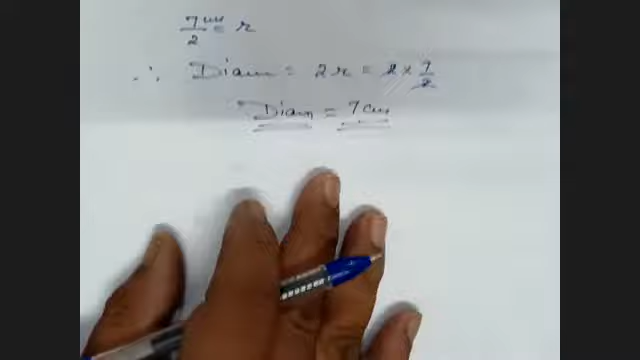 7cm/2 = r
∴ Diam = 2r = 2 × 7/2
∴ Diam = 7cm